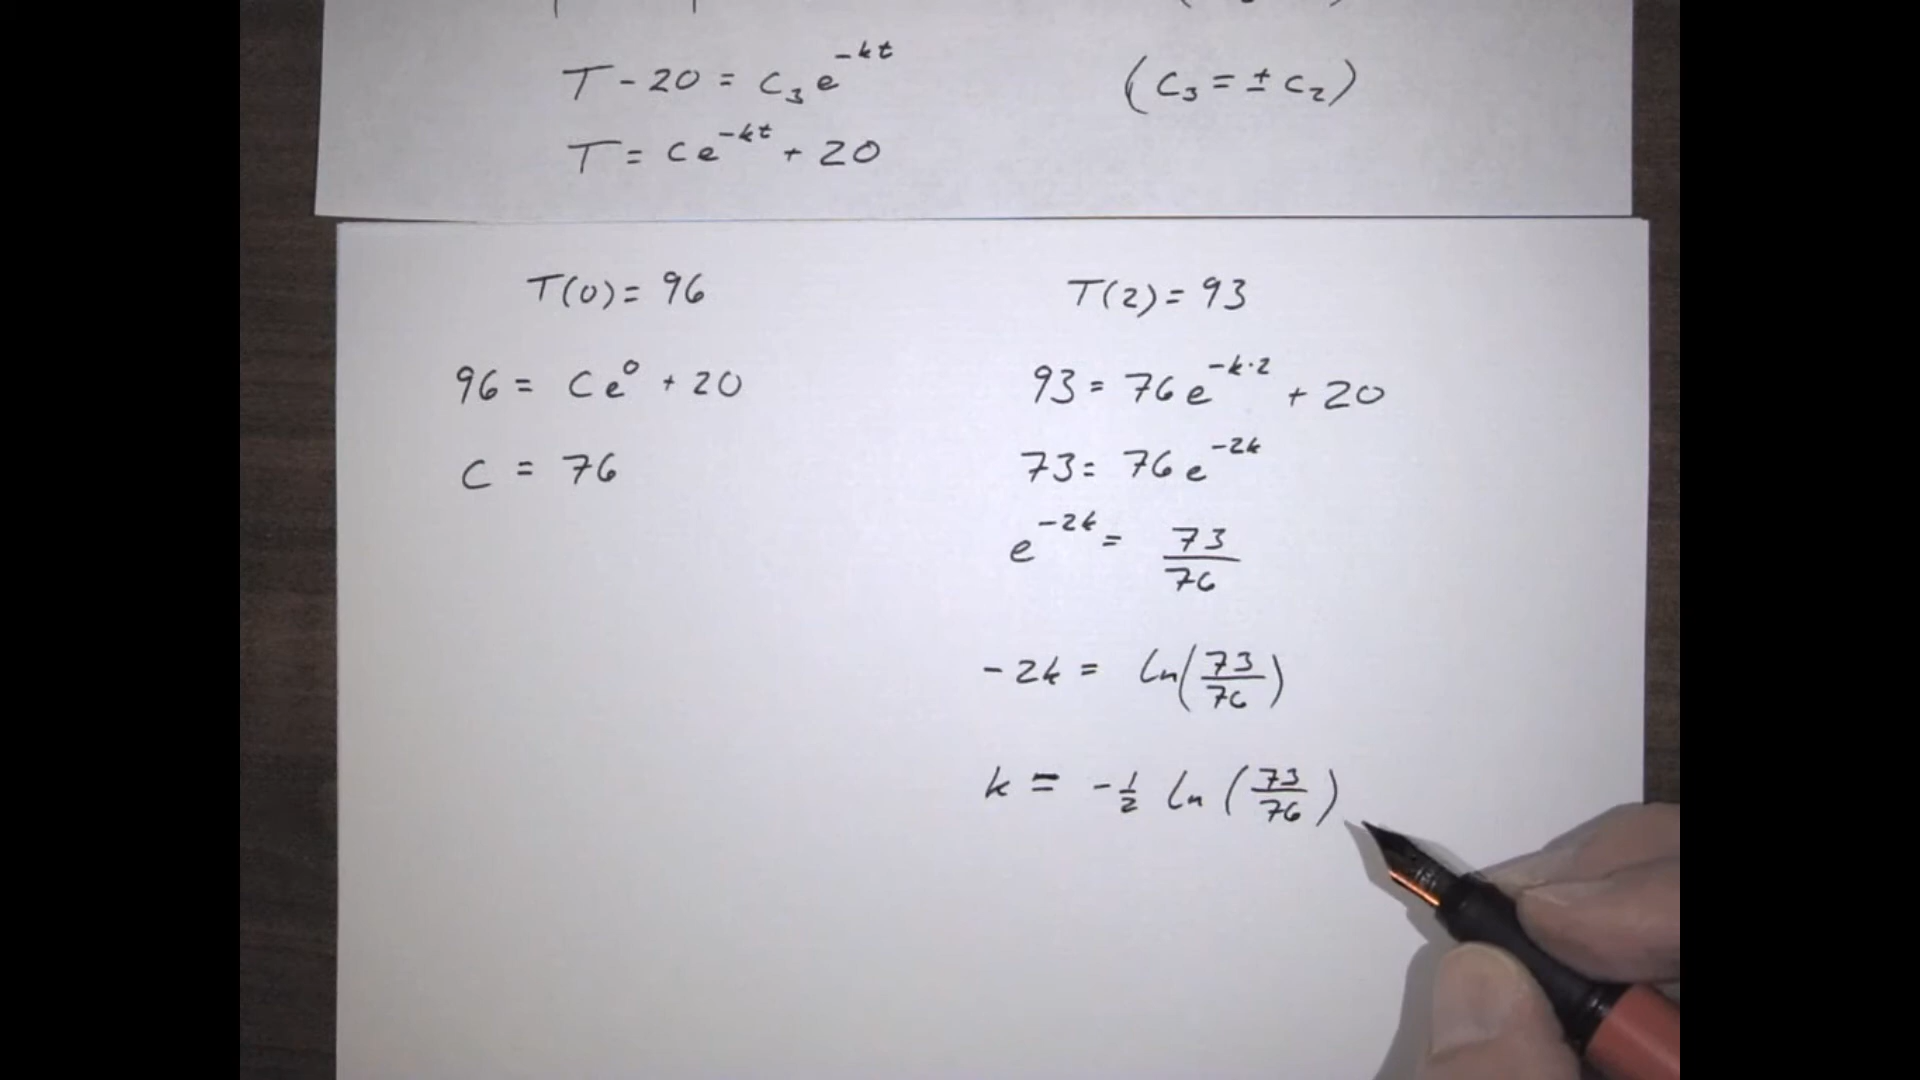 T - 20 = c₃e^{-kt} (c₃ = ± c₂)
T = ce^{-kt} + 20
T(0) = 96
96 = Ce⁰ + 20
C = 76
T(2) = 93
93 = 76e^{-k·2} + 20
73 = 76e^{-2k}
e^{-2k} = 73/76
-2k = ln(73/76)
k = -½ ln(73/76)